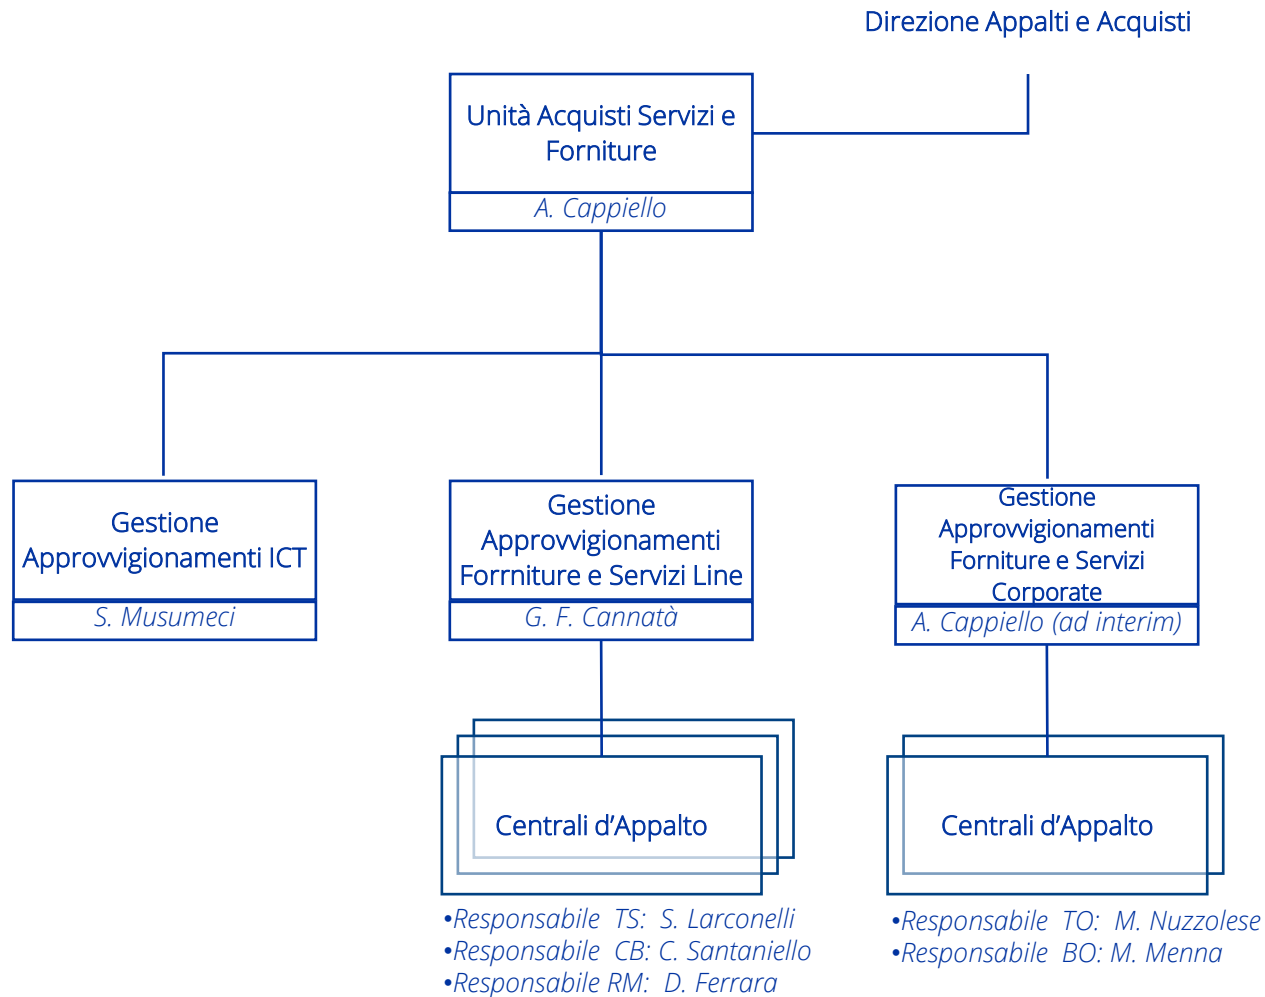 Direzione Appalti e Acquisti
Unità Acquisti Servizi e
Forniture
A. Cappiello
Gestione
Approvvigionamenti ICT
S. Musumeci
Gestione
Approvvigionamenti
Forrniture e Servizi Line
G. F. Cannatà
Gestione
Approvvigionamenti
Forniture e Servizi
Corporate
A. Cappiello (ad interim)
Centrali d’Appalto
•Responsabile TS: S. Larconelli
•Responsabile CB: C. Santaniello
•Responsabile RM: D. Ferrara
Centrali d’Appalto
•Responsabile TO: M. Nuzzolese
•Responsabile BO: M. Menna